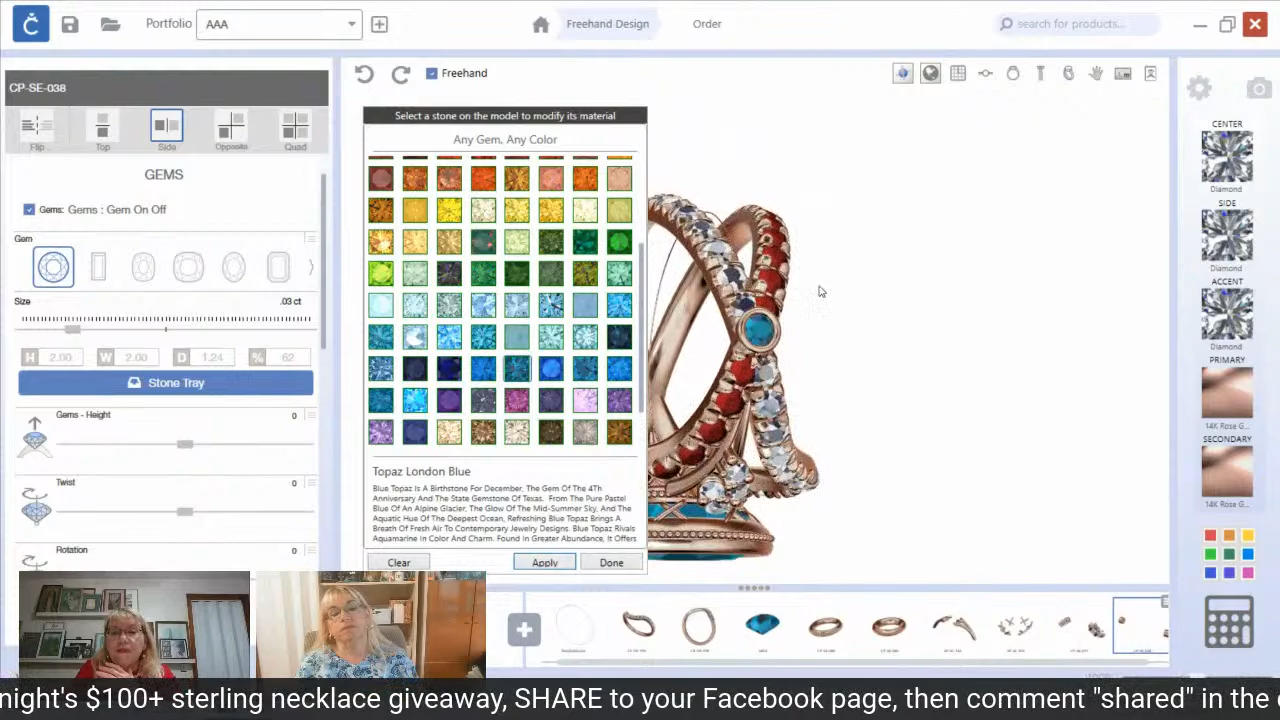 Č
Portfolio
AAA
Freehand Design
Order
search for products...
CP-SE-038
Flip...
Top
Side
Opposite
Quad
GEMS
Gems: Gems : Gem On Off
Gem
Size
.03 ct
H 2.00
W 2.00
D 1.24
% 62
Stone Tray
Gems - Height
0
Twist
0
Rotation
0
Freehand
Select a stone on the model to modify its material
Any Gem, Any Color
Topaz London Blue
Blue Topaz Is A Birthstone For December, The Gem Of The 4Th
Anniversary And The State Gemstone Of Texas. From The Pure Pastel
Blue Of An Alpine Glacier, The Glow Of The Mid-Summer Sky, And The
Aquatic Hue Of The Deepest Ocean, Refreshing Blue Topaz Brings A
Breath Of Fresh Air To Contemporary Jewelry Designs. Blue Topaz Rivals
Aquamarine In Color And Charm. Found In Greater Abundance, It Offers
Clear
Apply
Done
CENTER
Diamond
SIDE
Diamond
ACCENT
Diamond
PRIMARY
14K Rose G...
SECONDARY
14K Rose G...
night's $100+ sterling necklace giveaway, SHARE to your Facebook page, then comment "shared" in the